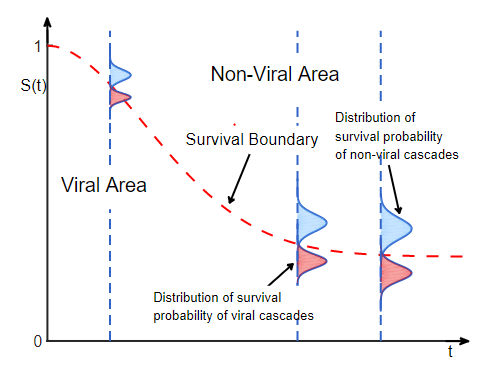 1
S(t)
Non-Viral Area
Distribution of
survival probability
of non-viral cascades
Survival Boundary
Viral Area
Distribution of survival
probability of viral cascades
0
t